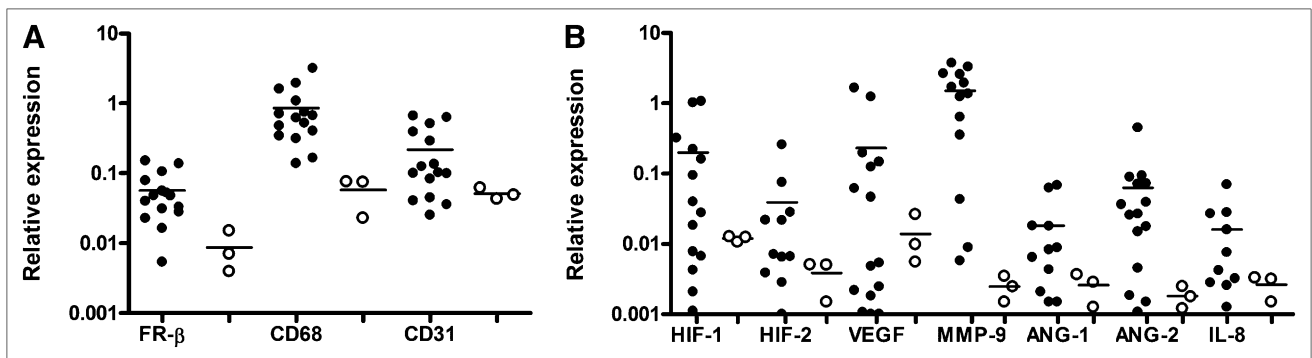 A
Relative expression
10
1
0.1
0.01
0.001
FR-β CD68 CD31
B
Relative expression
10
1
0.1
0.01
0.001
HIF-1 HIF-2 VEGF MMP-9 ANG-1 ANG-2 IL-8